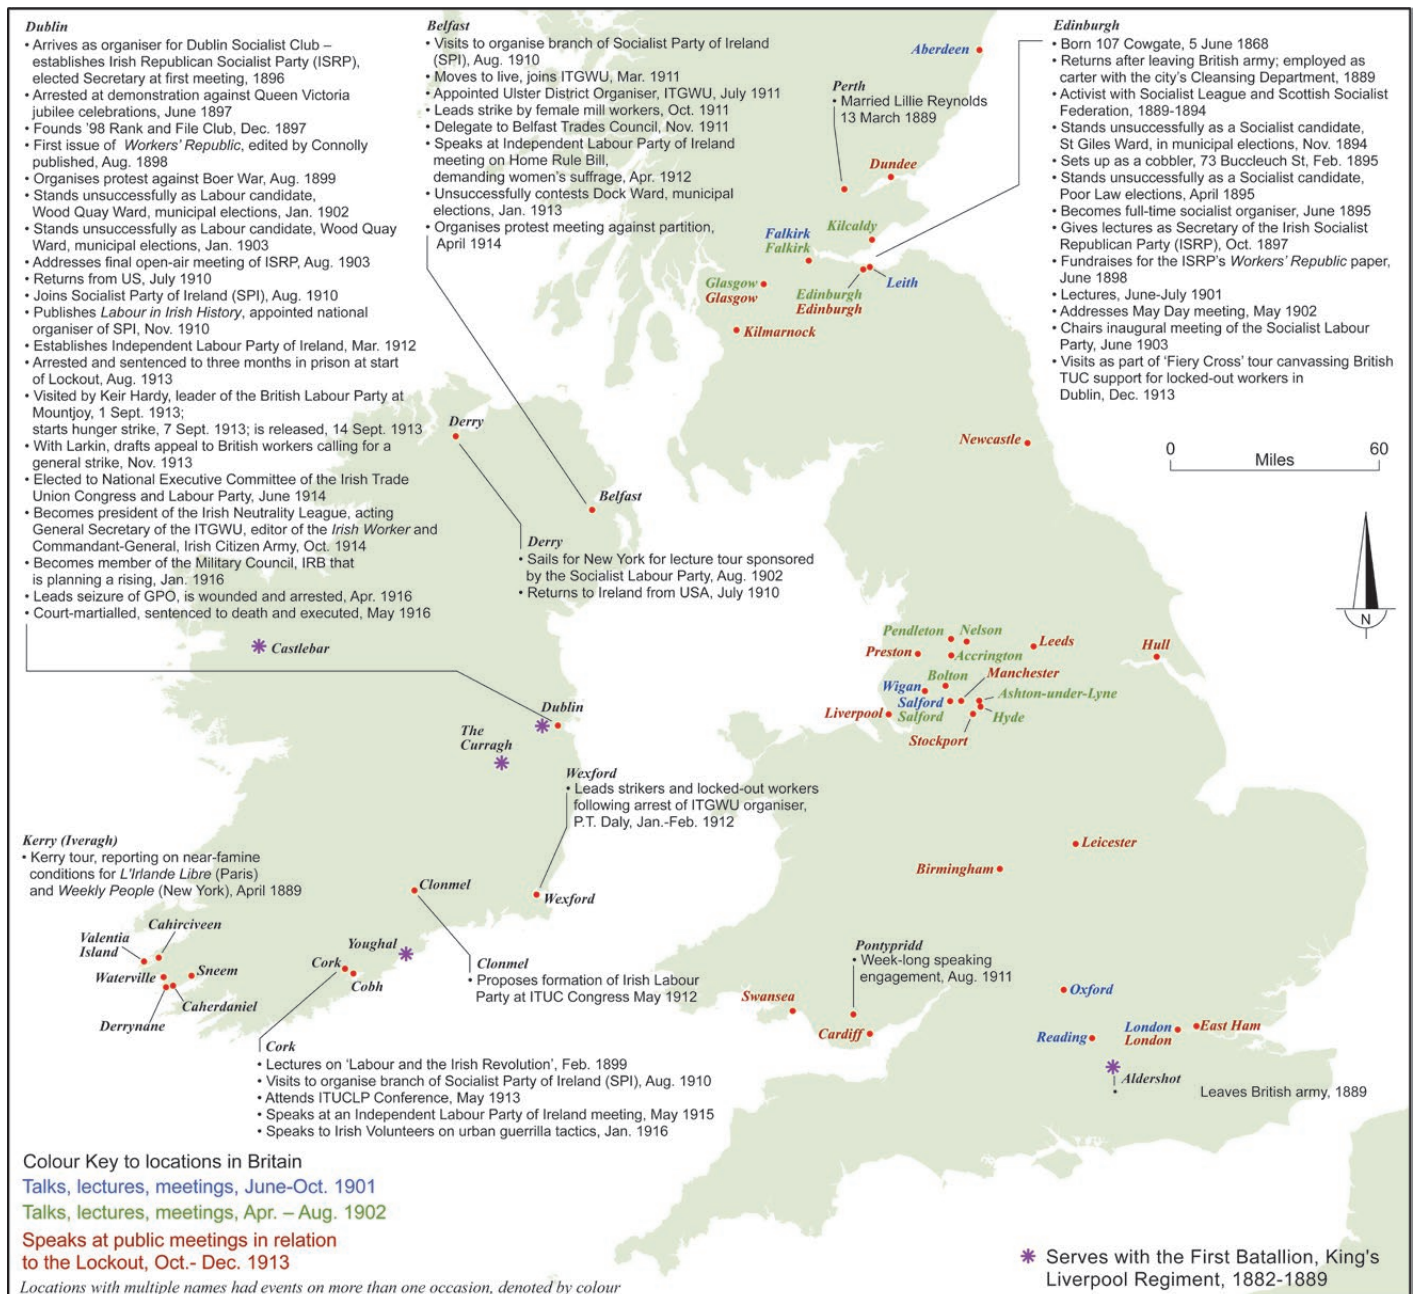 Dublin
• Arrives as organiser for Dublin Socialist Club –
establishes Irish Republican Socialist Party (ISRP),
elected Secretary at first meeting, 1896
• Arrested at demonstration against Queen Victoria
jubilee celebrations, June 1897
• Founds '98 Rank and File Club, Dec. 1897
• First issue of Workers' Republic, edited by Connolly
published, Aug. 1898
• Organises protest against Boer War, Aug. 1899
• Stands unsuccessfully as Labour candidate,
Wood Quay Ward, municipal elections, Jan. 1902
• Stands unsuccessfully as Labour candidate, Wood Quay
Ward, municipal elections, Jan. 1903
• Addresses final open-air meeting of ISRP, Aug. 1903
• Returns from US, July 1910
• Joins Socialist Party of Ireland (SPI), Aug. 1910
• Publishes Labour in Irish History, appointed national
organiser of SPI, Nov. 1910
• Establishes Independent Labour Party of Ireland, Mar. 1912
• Arrested and sentenced to three months in prison at start
of Lockout, Aug. 1913
• Visited by Keir Hardy, leader of the British Labour Party at
Mountjoy, 1 Sept. 1913;
starts hunger strike, 7 Sept. 1913; is released, 14 Sept. 1913
• With Larkin, drafts appeal to British workers calling for a
general strike, Nov. 1913
• Elected to National Executive Committee of the Irish Trade
Union Congress and Labour Party, June 1914
• Becomes president of the Irish Neutrality League, acting
General Secretary of the ITGWU, editor of the Irish Worker and
Commandant-General, Irish Citizen Army, Oct. 1914
• Becomes member of the Military Council, IRB that
is planning a rising, Jan. 1916
• Leads seizure of GPO, is wounded and arrested, Apr. 1916
• Court-martialled, sentenced to death and executed, May 1916
Belfast
• Visits to organise branch of Socialist Party of Ireland
(SPI), Aug. 1910
• Moves to live, joins ITGWU, Mar. 1911
• Appointed Ulster District Organiser, ITGWU, July 1911
• Leads strike by female mill workers, Oct. 1911
• Delegate to Belfast Trades Council, Nov. 1911
• Speaks at Independent Labour Party of Ireland
meeting on Home Rule Bill,
demanding women's suffrage, Apr. 1912
• Unsuccessfully contests Dock Ward, municipal
elections, Jan. 1913
• Organises protest meeting against partition,
April 1914
Edinburgh
• Born 107 Cowgate, 5 June 1868
• Returns after leaving British army; employed as
carter with the city's Cleansing Department, 1889
• Activist with Socialist League and Scottish Socialist
Federation, 1889-1894
• Stands unsuccessfully as a Socialist candidate,
St Giles Ward, in municipal elections, Nov. 1894
• Sets up as a cobbler, 73 Buccleuch St, Feb. 1895
• Stands unsuccessfully as a Socialist candidate,
Poor Law elections, April 1895
• Becomes full-time socialist organiser, June 1895
• Gives lectures as Secretary of the Irish Socialist
Republican Party (ISRP), Oct. 1897
• Fundraises for the ISRP's Workers' Republic paper,
June 1898
• Lectures, June-July 1901
• Addresses May Day meeting, May 1902
• Chairs inaugural meeting of the Socialist Labour
Party, June 1903
• Visits as part of 'Fiery Cross' tour canvassing British
TUC support for locked-out workers in
Dublin, Dec. 1913
Aberdeen
Perth
• Married Lillie Reynolds
13 March 1889
Dundee
Kilcaldy
Falkirk
Falkirk
Leith
Glasgow
Glasgow
Edinburgh
Edinburgh
Kilmarnock
Newcastle
0
60
Miles
N
Derry
Belfast
Derry
• Sails for New York for lecture tour sponsored
by the Socialist Labour Party, Aug. 1902
• Returns to Ireland from USA, July 1910
Castlebar
Dublin
The
Curragh
Wexford
• Leads strikers and locked-out workers
following arrest of ITGWU organiser,
P.T. Daly, Jan.-Feb. 1912
Pendleton
Nelson
Leeds
Hull
Preston
Accrington
Manchester
Bolton
Wigan
Ashton-under-Lyne
Salford
Salford
Hyde
Liverpool
Stockport
Leicester
Birmingham
Kerry (Iveragh)
• Kerry tour, reporting on near-famine
conditions for L'Irlande Libre (Paris)
and Weekly People (New York), April 1889
Clonmel
Wexford
Cahirciveen
Valentia
Island
Youghal
Waterville
Sneem
Cork
Cobh
Caherdaniel
Derrynane
Clonmel
• Proposes formation of Irish Labour
Party at ITUC Congress May 1912
Pontypridd
• Week-long speaking
engagement, Aug. 1911
Swansea
Cardiff
Oxford
London
London
East Ham
Reading
Aldershot
• Leaves British army, 1889
Cork
• Lectures on 'Labour and the Irish Revolution', Feb. 1899
• Visits to organise branch of Socialist Party of Ireland (SPI), Aug. 1910
• Attends ITUCLP Conference, May 1913
• Speaks at an Independent Labour Party of Ireland meeting, May 1915
• Speaks to Irish Volunteers on urban guerrilla tactics, Jan. 1916
Colour Key to locations in Britain
Talks, lectures, meetings, June-Oct. 1901
Talks, lectures, meetings, Apr. – Aug. 1902
Speaks at public meetings in relation
to the Lockout, Oct.- Dec. 1913
Locations with multiple names had events on more than one occasion, denoted by colour
Serves with the First Batallion, King's
Liverpool Regiment, 1882-1889